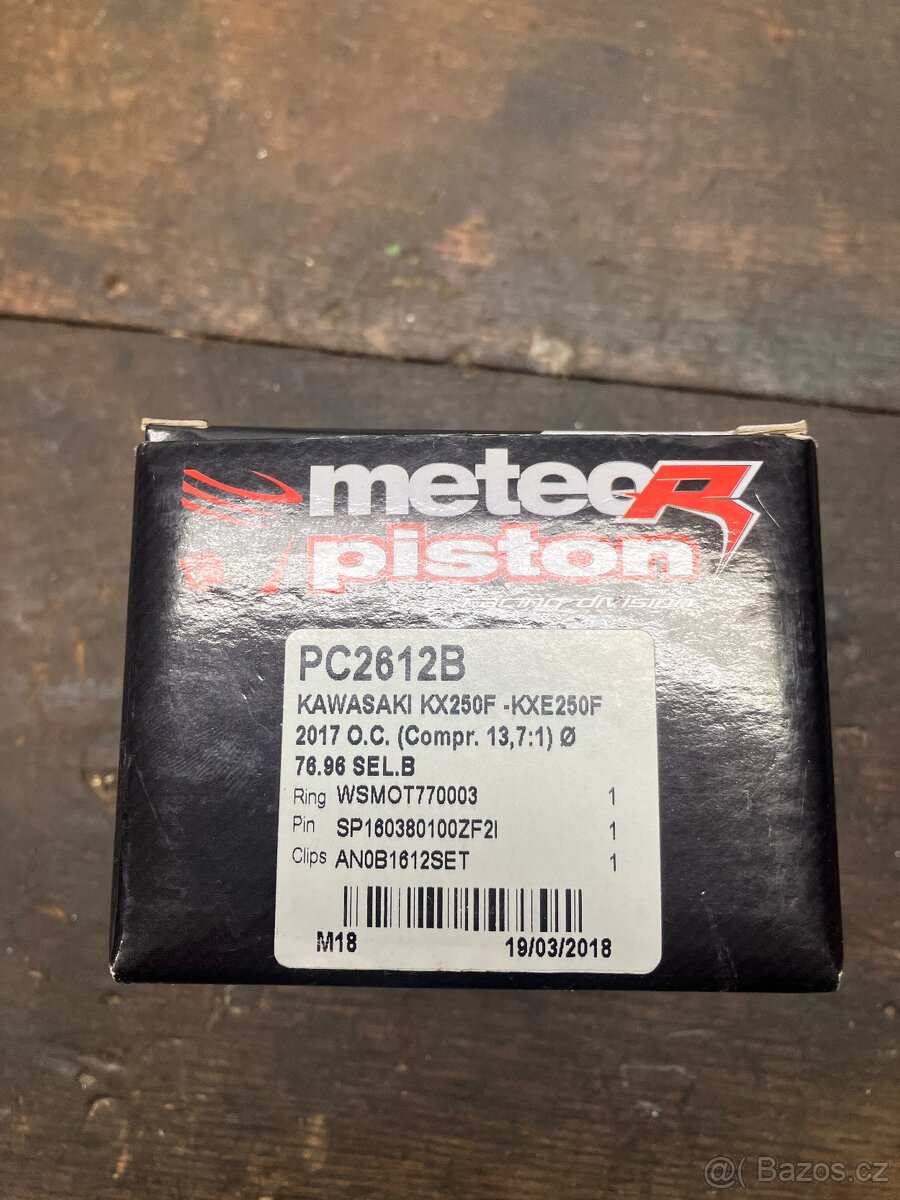 meteoR
piston
racing division
PC2612B
KAWASAKI KX250F -KXE250F
2017 O.C. (Compr. 13,7:1) Ø
76.96 SEL.B
Ring WSMOT770003 1
Pin SP160380100ZF2I 1
Clips AN0B1612SET 1
M18 19/03/2018
@( Bazos.cz